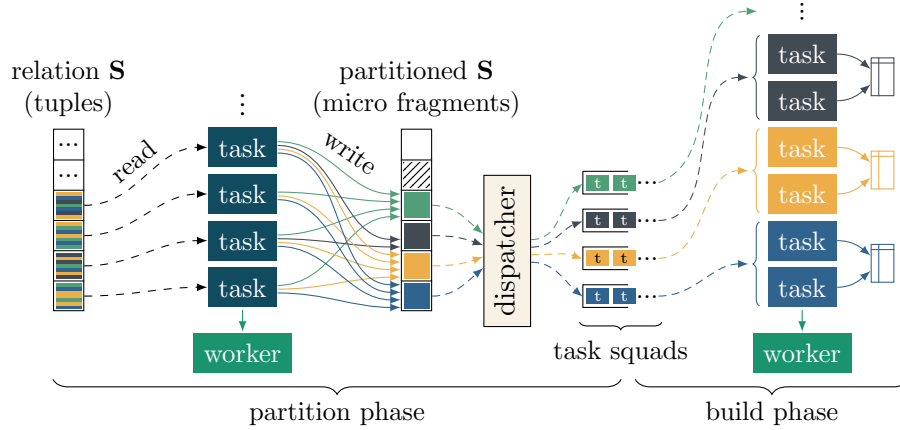 relation S
(tuples)
...
...
read
...
task
task
task
task
worker
write
partitioned S
(micro fragments)
dispatcher
t t ...
t t ...
t t ...
t t ...
task squads
...
task
task
task
task
task
task
worker
partition phase
build phase